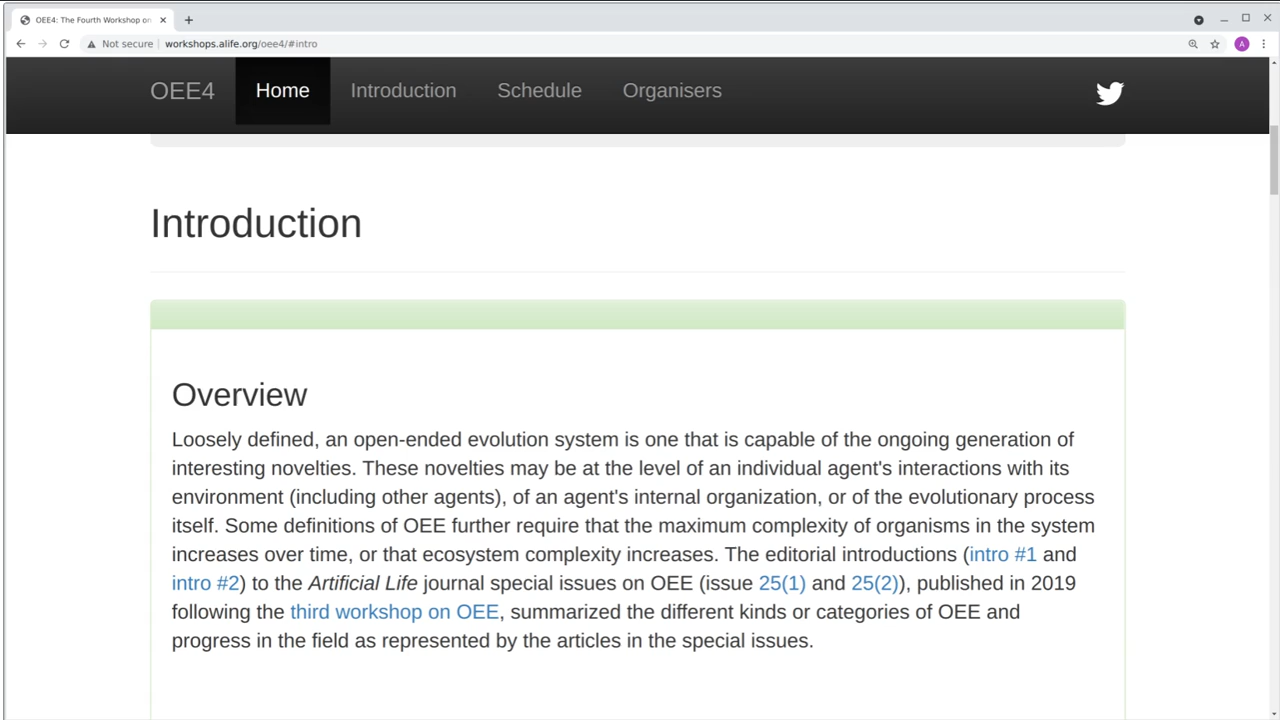 OEE4: The Fourth Workshop on
Not secure workshops.alife.org/oee4/#intro
A
OEE4 Home Introduction Schedule Organisers
Introduction
Overview
Loosely defined, an open-ended evolution system is one that is capable of the ongoing generation of
interesting novelties. These novelties may be at the level of an individual agent's interactions with its
environment (including other agents), of an agent's internal organization, or of the evolutionary process
itself. Some definitions of OEE further require that the maximum complexity of organisms in the system
increases over time, or that ecosystem complexity increases. The editorial introductions (intro #1 and
intro #2) to the Artificial Life journal special issues on OEE (issue 25(1) and 25(2)), published in 2019
following the third workshop on OEE, summarized the different kinds or categories of OEE and
progress in the field as represented by the articles in the special issues.